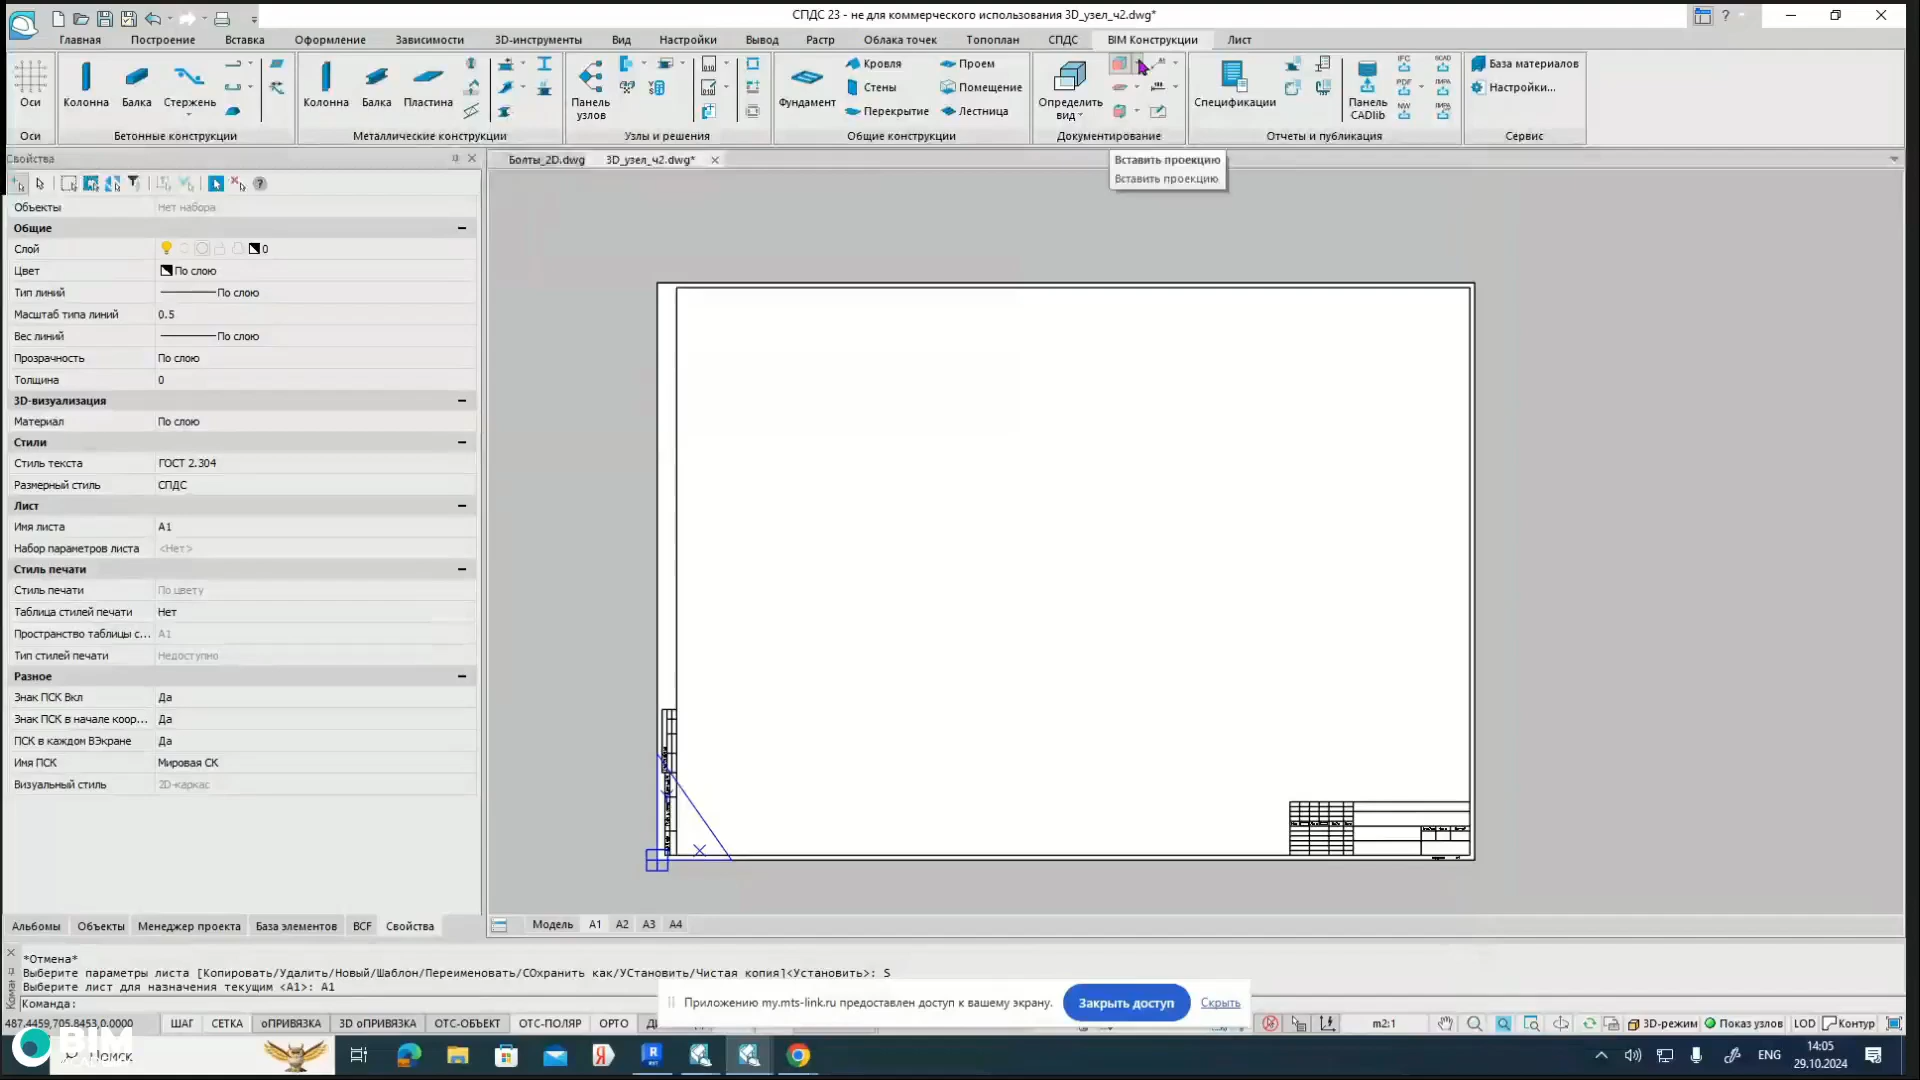 СПДС 23 - не для коммерческого использования 3D_узел_ч2.dwg*
Главная Построение Вставка Оформление Зависимости 3D-инструменты Вид Настройки Вывод Растр Облака точек Топоплан СПДС BIM Конструкции Лист
Кровля Проем База материалов
Стены Помещение Настройки...
Оси Колонна Балка Стержень Колонна Балка Пластина Панель узлов Фундамент Перекрытие Лестница Определить вид Спецификации Панель CADlib
Оси Бетонные конструкции Металлические конструкции Узлы и решения Общие конструкции Документирование Отчеты и публикация Сервис
Свойства
Болты_2D.dwg 3D_узел_ч2.dwg*
Вставить проекцию
Вставить проекцию
Объекты Нет набора
Общие
Слой 0
Цвет По слою
Тип линий По слою
Масштаб типа линий 0.5
Вес линий По слою
Прозрачность По слою
Толщина 0
3D-визуализация
Материал По слою
Стили
Стиль текста ГОСТ 2.304
Размерный стиль СПДС
Лист
Имя листа А1
Набор параметров листа <Нет>
Стиль печати
Стиль печати По цвету
Таблица стилей печати Нет
Пространство таблицы с... А1
Тип стилей печати Недоступно
Разное
Знак ПСК Вкл Да
Знак ПСК в начале коор... Да
ПСК в каждом ВЭкране Да
Имя ПСК Мировая СК
Визуальный стиль 2D-каркас
Альбомы Объекты Менеджер проекта База элементов BCF Свойства
Модель А1 А2 А3 А4
*Отмена*
Выберите параметры листа [Копировать/Удалить/Новый/Шаблон/Переименовать/СОхранить как/УСтановить/Чистая копия]<Установить>: S
Выберите лист для назначения текущим <А1>: А1
Команда:
Приложению my.mts-link.ru предоставлен доступ к вашему экрану. Закрыть доступ Скрыть
487.4459,705.8453,0.0000 ШАГ СЕТКА оПРИВЯЗКА 3D оПРИВЯЗКА ОТС-ОБЪЕКТ ОТС-ПОЛЯР ОРТО m2:1 3D-режим Показ узлов LOD Контур
BIM
Поиск
ENG
14:05
29.10.2024